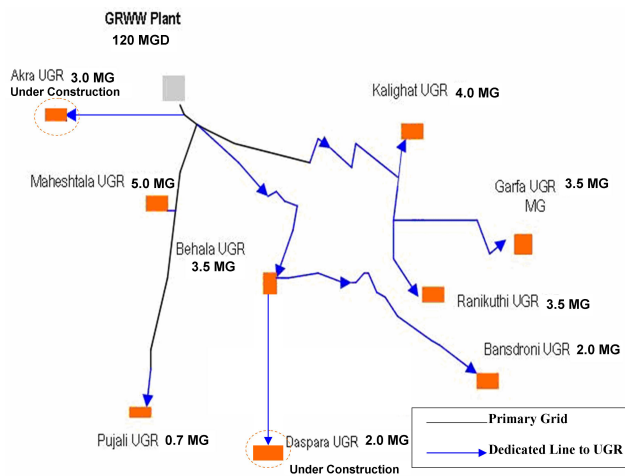 GRWW Plant
120 MGD
Akra UGR 3.0 MG
Under Construction
Kalighat UGR 4.0 MG
Maheshtala UGR 5.0 MG
Garfa UGR 3.5 MG
MG
Behala UGR
3.5 MG
Ranikuthi UGR 3.5 MG
Bansdroni UGR 2.0 MG
Pujali UGR 0.7 MG
Daspara UGR 2.0 MG
Under Construction
Primary Grid
Dedicated Line to UGR